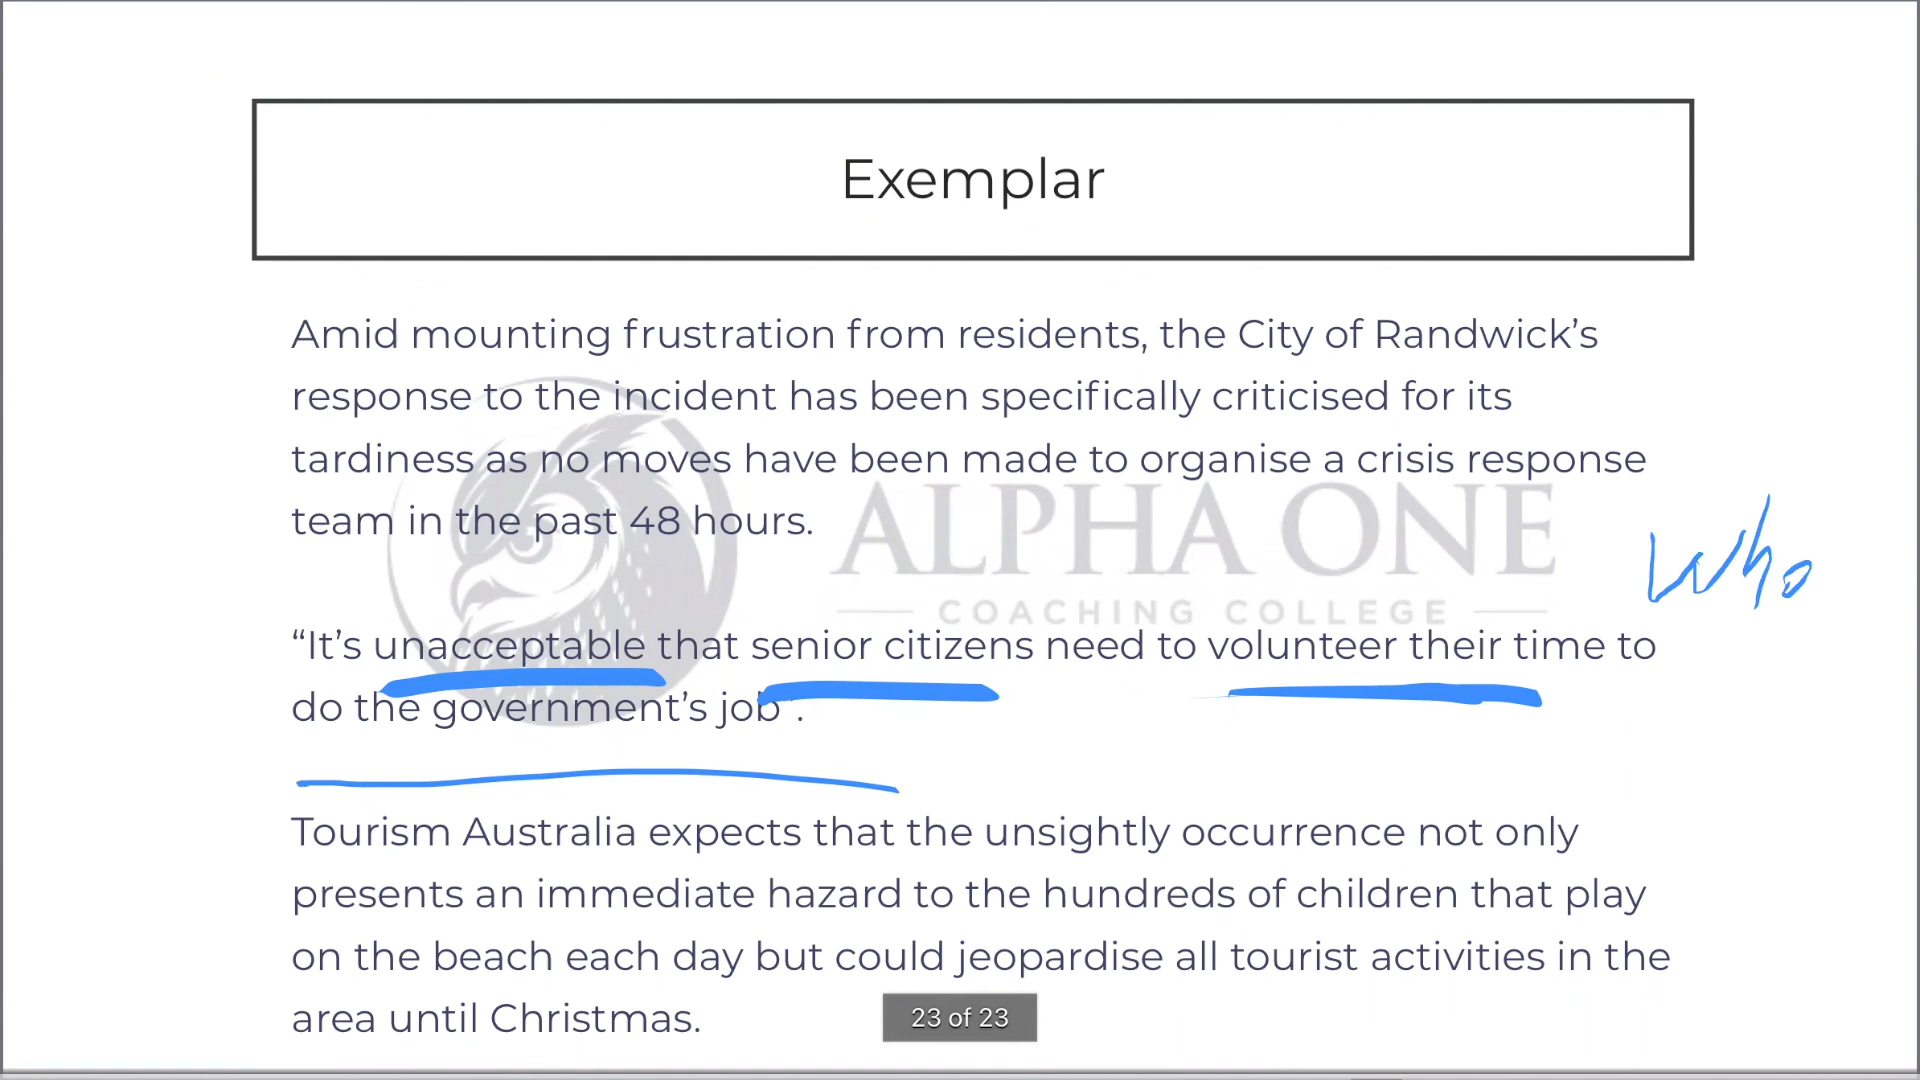 Exemplar
Amid mounting frustration from residents, the City of Randwick’s
response to the incident has been specifically criticised for its
tardiness as no moves have been made to organise a crisis response
team in the past 48 hours.
ALPHA ONE
COACHING COLLEGE
Who
“It’s unacceptable that senior citizens need to volunteer their time to
do the government’s job”.
Tourism Australia expects that the unsightly occurrence not only
presents an immediate hazard to the hundreds of children that play
on the beach each day but could jeopardise all tourist activities in the
area until Christmas.
23 of 23